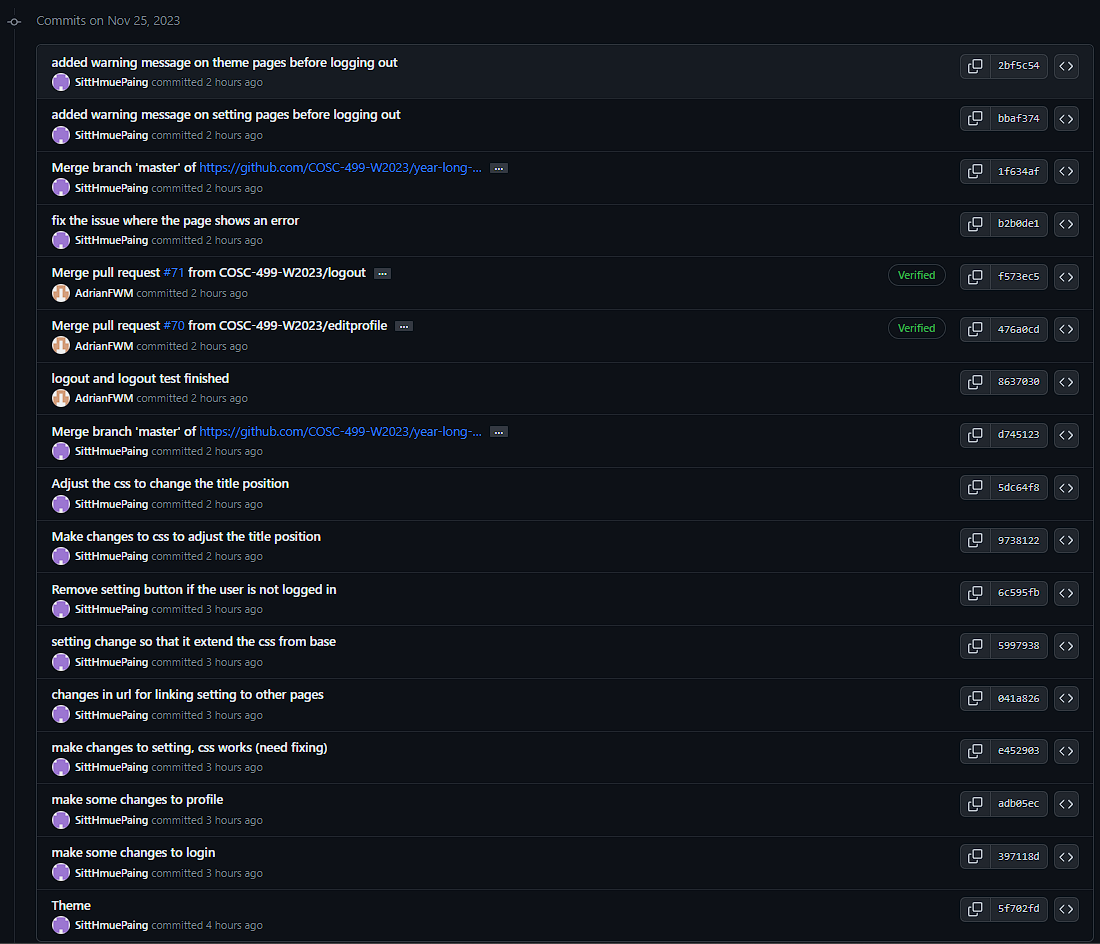 Commits on Nov 25, 2023
added warning message on theme pages before logging out
SittHmuePaing committed 2 hours ago
2bf5c54
added warning message on setting pages before logging out
SittHmuePaing committed 2 hours ago
bbaf374
Merge branch 'master' of https://github.com/COSC-499-W2023/year-long-... ...
SittHmuePaing committed 2 hours ago
1f634af
fix the issue where the page shows an error
SittHmuePaing committed 2 hours ago
b2b0de1
Merge pull request #71 from COSC-499-W2023/logout ...
AdrianFWM committed 2 hours ago
Verified
f573ec5
Merge pull request #70 from COSC-499-W2023/editprofile ...
AdrianFWM committed 2 hours ago
Verified
476a0cd
logout and logout test finished
AdrianFWM committed 2 hours ago
8637030
Merge branch 'master' of https://github.com/COSC-499-W2023/year-long-... ...
SittHmuePaing committed 2 hours ago
d745123
Adjust the css to change the title position
SittHmuePaing committed 2 hours ago
5dc64f8
Make changes to css to adjust the title position
SittHmuePaing committed 2 hours ago
9738122
Remove setting button if the user is not logged in
SittHmuePaing committed 3 hours ago
6c595fb
setting change so that it extend the css from base
SittHmuePaing committed 3 hours ago
5997938
changes in url for linking setting to other pages
SittHmuePaing committed 3 hours ago
041a826
make changes to setting, css works (need fixing)
SittHmuePaing committed 3 hours ago
e452903
make some changes to profile
SittHmuePaing committed 3 hours ago
adb05ec
make some changes to login
SittHmuePaing committed 3 hours ago
397118d
Theme
SittHmuePaing committed 4 hours ago
5f702fd